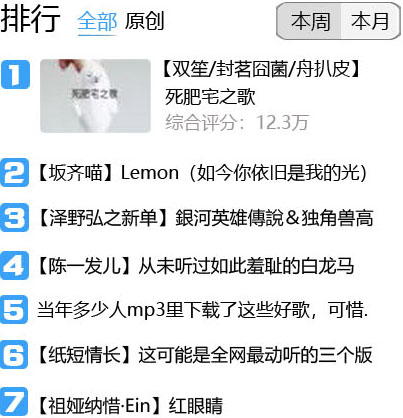 排行 全部 原创 本周 本月
1 【双笙/封茗囧菌/舟扒皮】
死肥宅之歌
死肥宅之歌
综合评分：12.3万
2 【坂齐喵】Lemon（如今你依旧是我的光）
3 【泽野弘之新单】銀河英雄傳說＆独角兽高
4 【陈一发儿】从未听过如此羞耻的白龙马
5 当年多少人mp3里下载了这些好歌，可惜.
6 【纸短情长】这可能是全网最动听的三个版
7 【祖娅纳惜·Ein】红眼睛